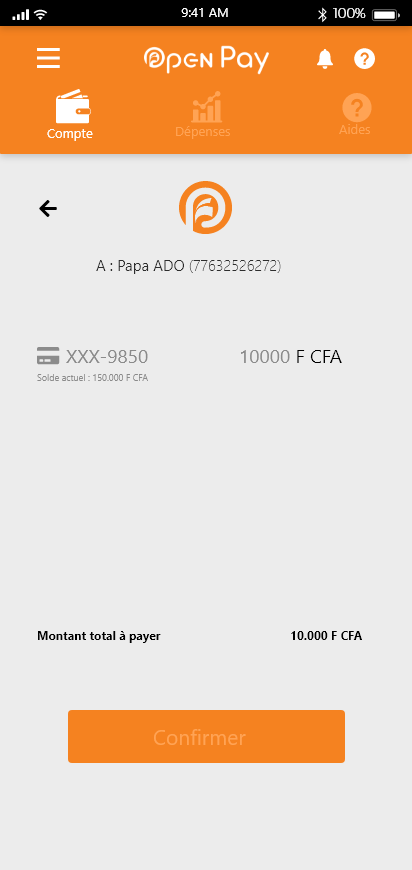 9:41 AM 100%
Open Pay
Compte Dépenses Aides
A : Papa ADO (77632526272)
XXX-9850 10000 F CFA
Solde actuel : 150.000 F CFA
Montant total à payer 10.000 F CFA
Confirmer